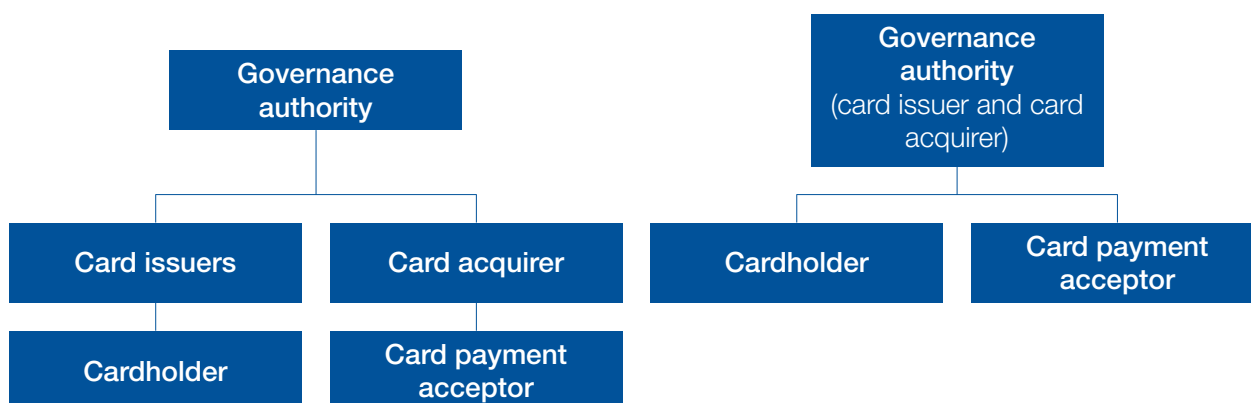 Governance
authority
Card issuers
Card acquirer
Cardholder
Card payment
acceptor
Governance
authority
(card issuer and card
acquirer)
Cardholder
Card payment
acceptor